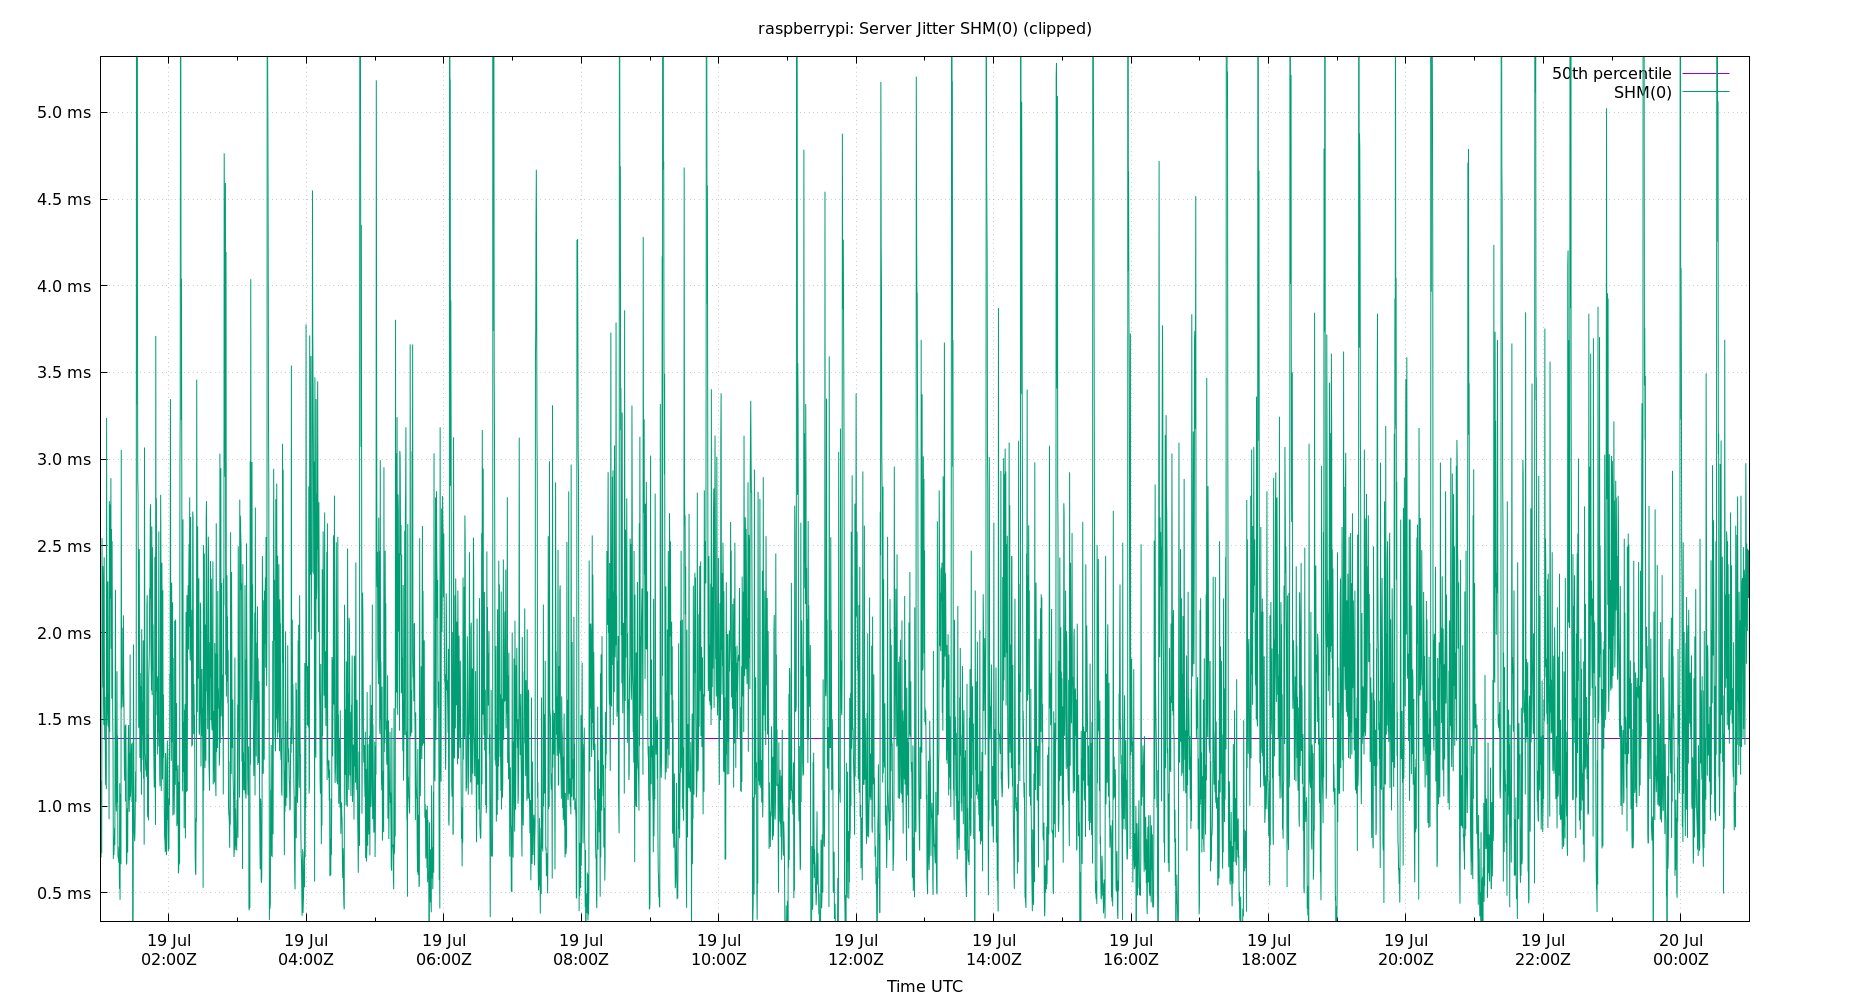 raspberrypi: Server Jitter SHM(0) (clipped)
50th percentile
SHM(0)
5.0 ms
4.5 ms
4.0 ms
3.5 ms
3.0 ms
2.5 ms
2.0 ms
1.5 ms
1.0 ms
0.5 ms
19 Jul 19 Jul 19 Jul 19 Jul 19 Jul 19 Jul 19 Jul 19 Jul 19 Jul 19 Jul 19 Jul 20 Jul
02:00Z 04:00Z 06:00Z 08:00Z 10:00Z 12:00Z 14:00Z 16:00Z 18:00Z 20:00Z 22:00Z 00:00Z
Time UTC